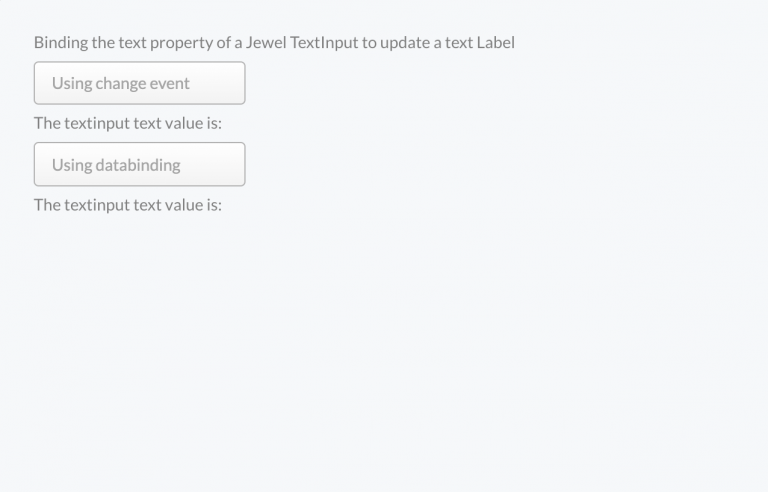 Binding the text property of a Jewel TextInput to update a text Label
Using change event
The textinput text value is:
Using databinding
The textinput text value is: